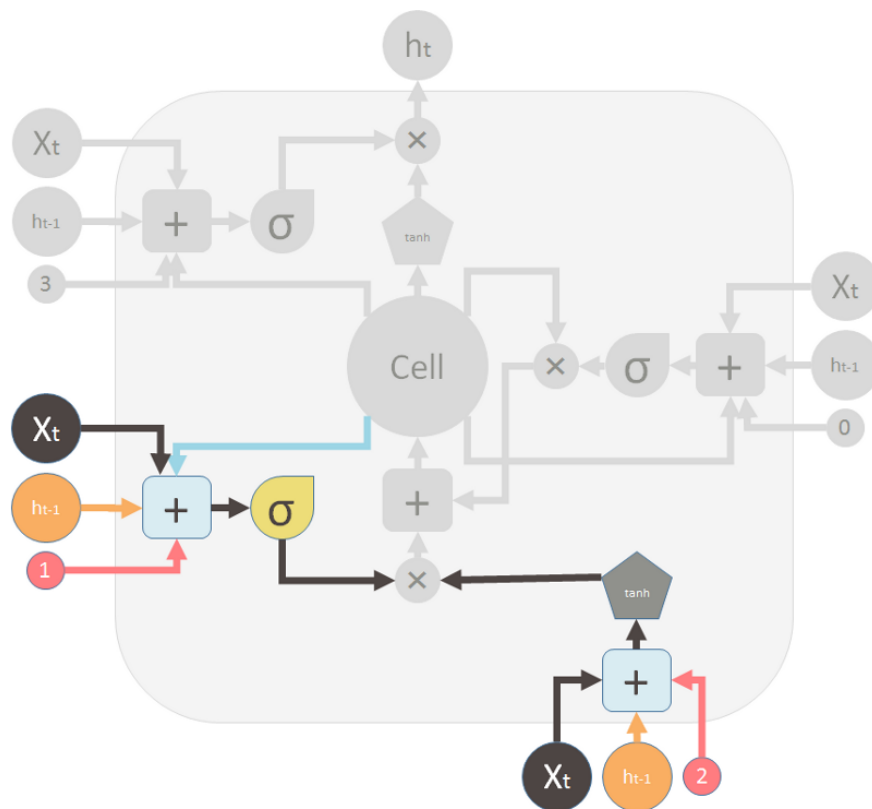 hₜ
×
Xₜ
hₜ₋₁
+
σ
tanh
3
Xₜ
Cell
×
σ
+
hₜ₋₁
0
Xₜ
hₜ₋₁
+
σ
+
1
×
tanh
+
Xₜ
hₜ₋₁
2